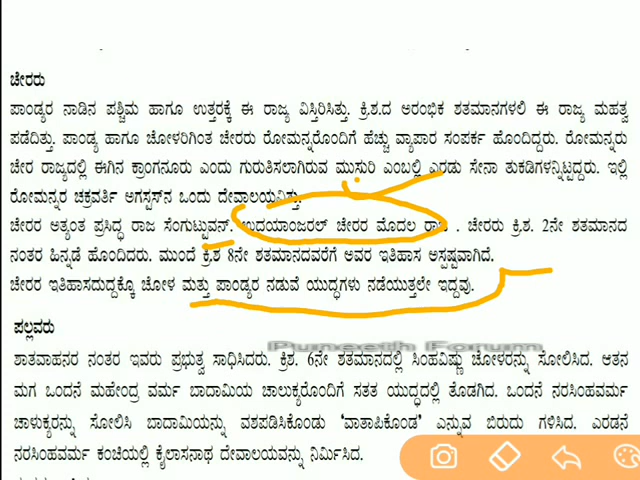 ಚೇರರು
ಪಾಂಡ್ಯರ ನಾಡಿನ ಪಶ್ಚಿಮ ಹಾಗೂ ಉತ್ತರಕ್ಕೆ ಈ ರಾಜ್ಯ ವಿಸ್ತಿರಿಸಿತ್ತು. ಕ್ರಿ.ಶ.ದ ಅರಂಭಿಕ ಶತಮಾನಗಳಲಿ ಈ ರಾಜ್ಯ ಮಹತ್ವ
ಪಡೆದಿತ್ತು. ಪಾಂಡ್ಯ ಹಾಗೂ ಚೋಳರಿಗಿಂತ ಚೇರರು ರೋಮನ್ನರೊಂದಿಗೆ ಹೆಚ್ಚು ವ್ಯಾಪಾರ ಸಂಪರ್ಕ ಹೊಂದಿದ್ದರು. ರೋಮನ್ನರು
ಚೇರ ರಾಜ್ಯದಲ್ಲಿ ಈಗಿನ ಕ್ರಾಂಗನೂರು ಎಂದು ಗುರುತಿಸಲಾಗಿರುವ ಮುಸುರಿ ಎಂಬಲ್ಲಿ ಎರಡು ಸೇನಾ ತುಕಡಿಗಳನ್ನಿಟ್ಟಿದ್ದರು. ಇಲ್ಲಿ
ರೋಮನ್ನರ ಚಕ್ರವರ್ತಿ ಅಗಸ್ಟಸ್‌ನ ಒಂದು ದೇವಾಲಯವಿತ್ತು.
ಚೇರರ ಅತ್ಯಂತ ಪ್ರಸಿದ್ಧ ರಾಜ ಸೆಂಗುಟ್ಟುವನ್. ಉದಯಾಂಜರಲ್ ಚೇರರ ಮೊದಲ ರಾಜ . ಚೇರರು ಕ್ರಿ.ಶ. 2ನೇ ಶತಮಾನದ
ನಂತರ ಹಿನ್ನಡೆ ಹೊಂದಿದರು. ಮುಂದೆ ಕ್ರಿ.ಶ 8ನೇ ಶತಮಾನದವರೆಗೆ ಅವರ ಇತಿಹಾಸ ಅಸ್ಪಷ್ಟವಾಗಿದೆ.
ಚೇರರ ಇತಿಹಾಸದುದ್ದಕ್ಕೊ ಚೋಳ ಮತ್ತು ಪಾಂಡ್ಯರ ನಡುವೆ ಯುದ್ಧಗಳು ನಡೆಯುತ್ತಲೇ ಇದ್ದವು.
Puneeth Forum
ಪಲ್ಲವರು
ಶಾತವಾಹನರ ನಂತರ ಇವರು ಪ್ರಭುತ್ವ ಸಾಧಿಸಿದರು. ಕ್ರಿಶ. 6ನೇ ಶತಮಾನದಲ್ಲಿ ಸಿಂಹವಿಷ್ಣು ಚೋಳರನ್ನು ಸೋಲಿಸಿದ. ಆತನ
ಮಗ ಒಂದನೆ ಮಹೇಂದ್ರ ವರ್ಮ ಬಾದಾಮಿಯ ಚಾಲುಕ್ಯರೊಂದಿಗೆ ಸತತ ಯುದ್ಧದಲ್ಲಿ ತೊಡಗಿದ. ಒಂದನೆ ನರಸಿಂಹವರ್ಮ
ಚಾಳುಕ್ಯರನ್ನು ಸೋಲಿಸಿ ಬಾದಾಮಿಯನ್ನು ವಶಪಡಿಸಿಕೊಂಡು 'ವಾತಾಪಿಕೊಂಡ' ಎನ್ನುವ ಬಿರುದು ಗಳಿಸಿದ. ಎರಡನೆ
ನರಸಿಂಹವರ್ಮ ಕಂಚಿಯಲ್ಲಿ ಕೈಲಾಸನಾಥ ದೇವಾಲಯವನ್ನು ನಿರ್ಮಿಸಿದ.